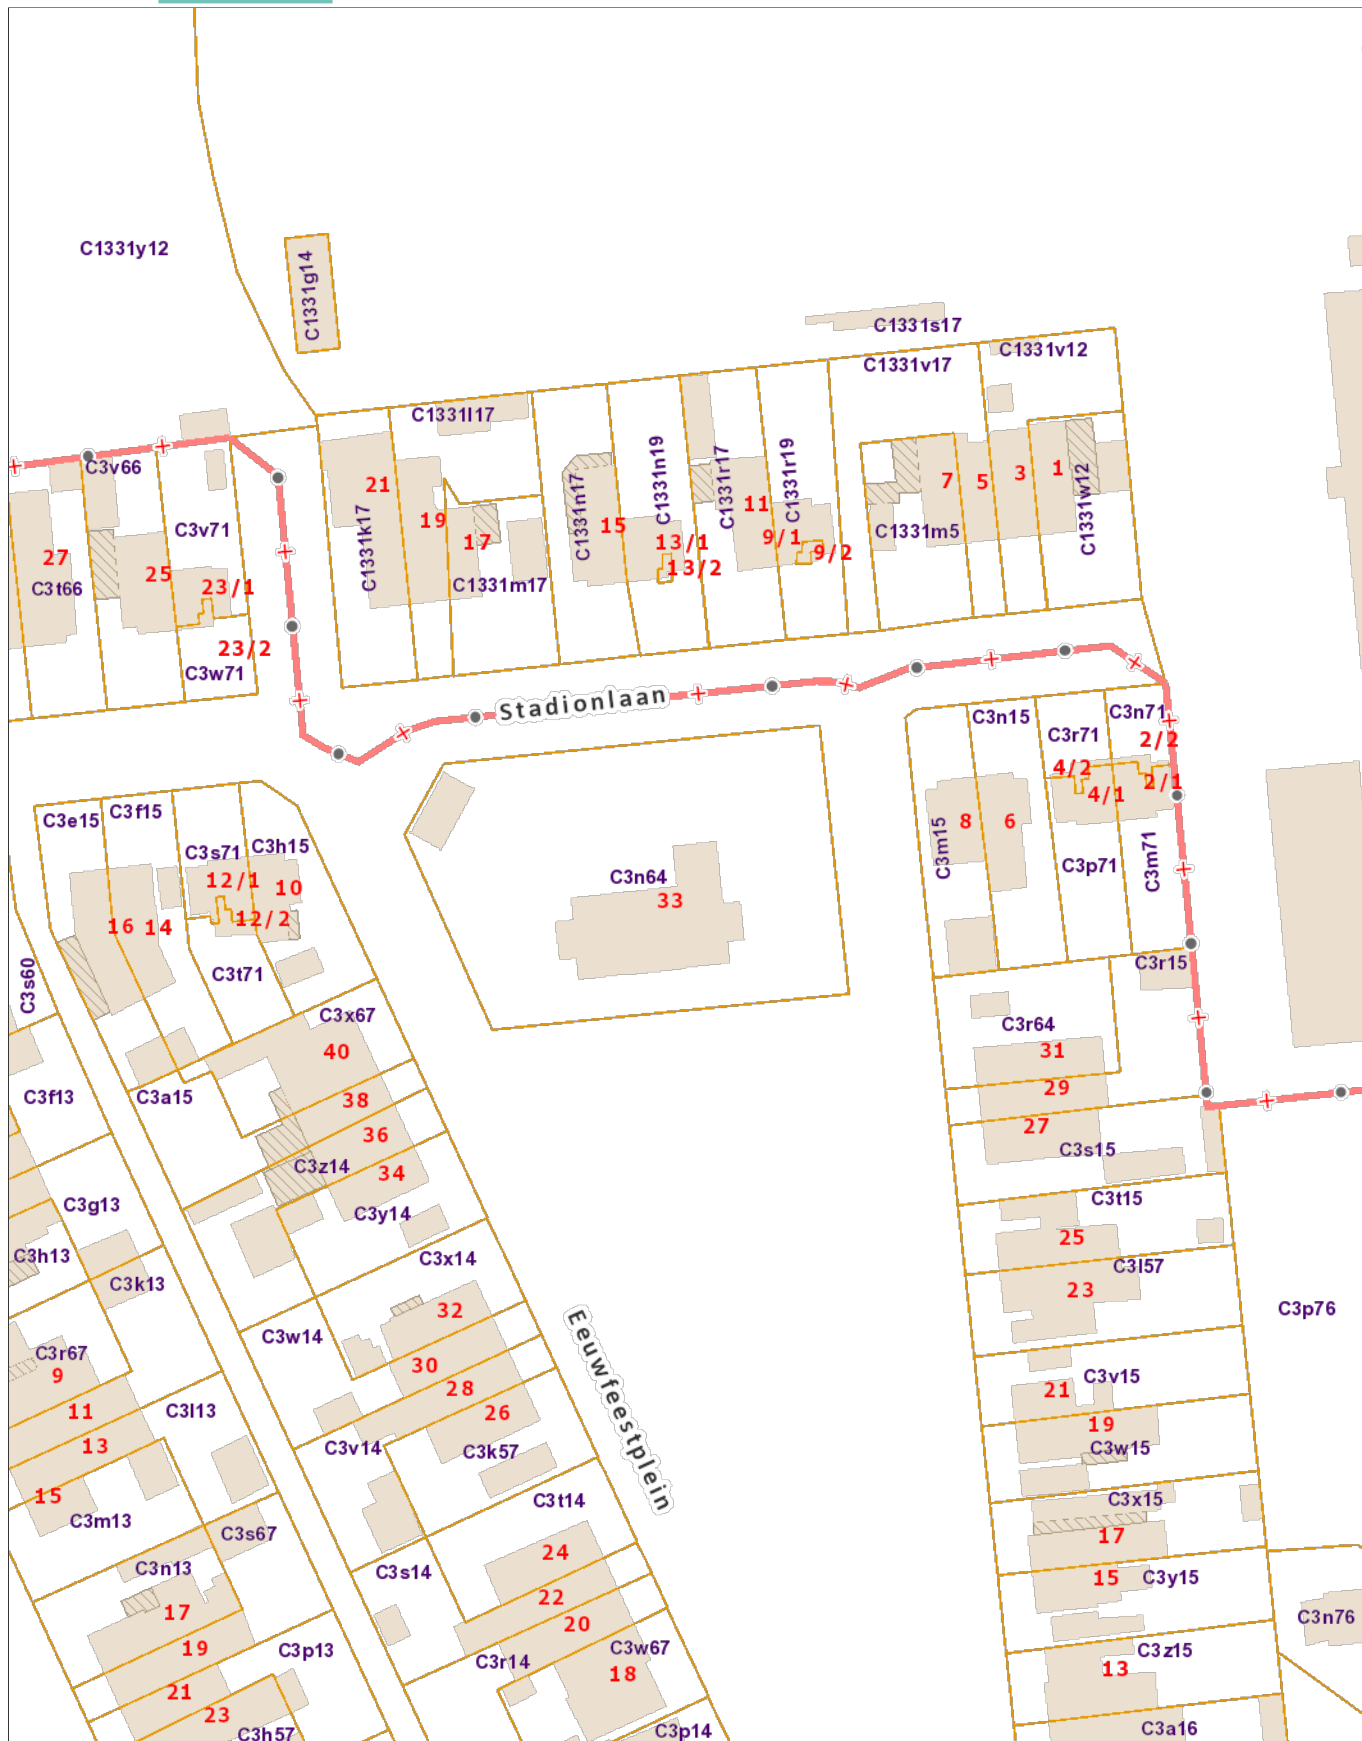 C1331y12
C1331g14
C1331s17
C1331v12
C1331v17
C1331l17
C3v66
C1331n19
C1331r17
C1331r19
21
7
5
3
1
11
C1331w12
C1331n17
19
15
C3v71
C1331k17
17
13/1
9/1
C1331m5
27
9/2
25
13/2
C3t66
23/1
C1331m17
23/2
C3w71
Stadionlaan
C3n15
C3n71
C3r71
2/2
4/2
2/1
4/1
C3e15
C3f15
8
6
C3m15
C3s71
C3h15
C3p71
C3m71
C3n64
33
12/1
10
12/2
16
14
C3t71
C3s60
C3r15
C3x67
C3r64
40
31
C3f13
C3a15
38
29
36
27
C3z14
C3s15
34
C3g13
C3y14
C3t15
25
C3h13
C3x14
C3l57
C3k13
23
C3p76
32
C3w14
Eeuwfeestplein
C3r67
30
9
28
C3v15
21
C3l13
11
26
19
13
C3v14
C3k57
C3w15
15
C3t14
C3x15
C3m13
C3s67
17
24
C3n13
C3s14
15
C3y15
22
17
20
C3n76
19
C3p13
C3w67
C3z15
C3r14
18
13
21
23
C3h57
C3p14
C3a16